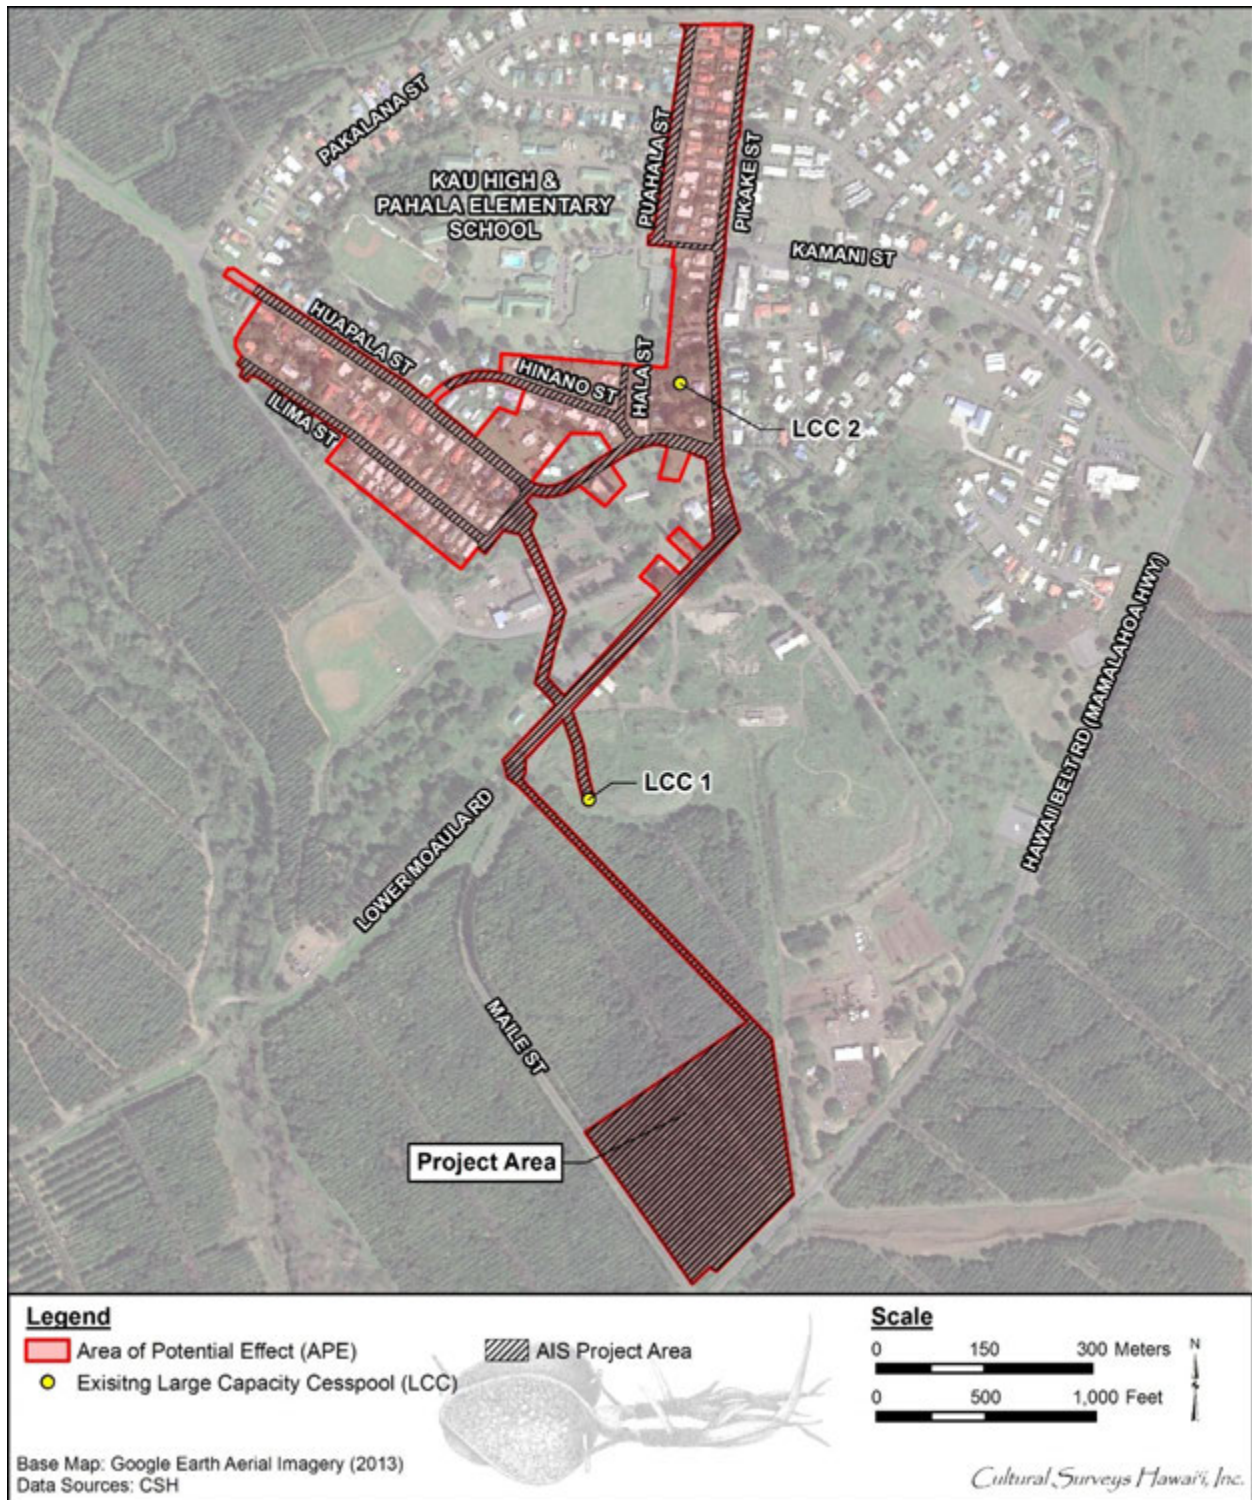 PAKALANA ST
KAU HIGH &
PAHALA ELEMENTARY
SCHOOL
PUAHALA ST
PIKAKE ST
KAMANI ST
HUAPALA ST
HINANO ST
HALA ST
ILIMA ST
LCC 2
HAWAII BELT RD (MAMALAHOA HWY)
LCC 1
LOWER MOAULA RD
MAILE ST
Project Area
Legend
Area of Potential Effect (APE)
AIS Project Area
Exisitng Large Capacity Cesspool (LCC)
Scale
0 150 300 Meters
N
0 500 1,000 Feet
Base Map: Google Earth Aerial Imagery (2013)
Data Sources: CSH
Cultural Surveys Hawai'i, Inc.